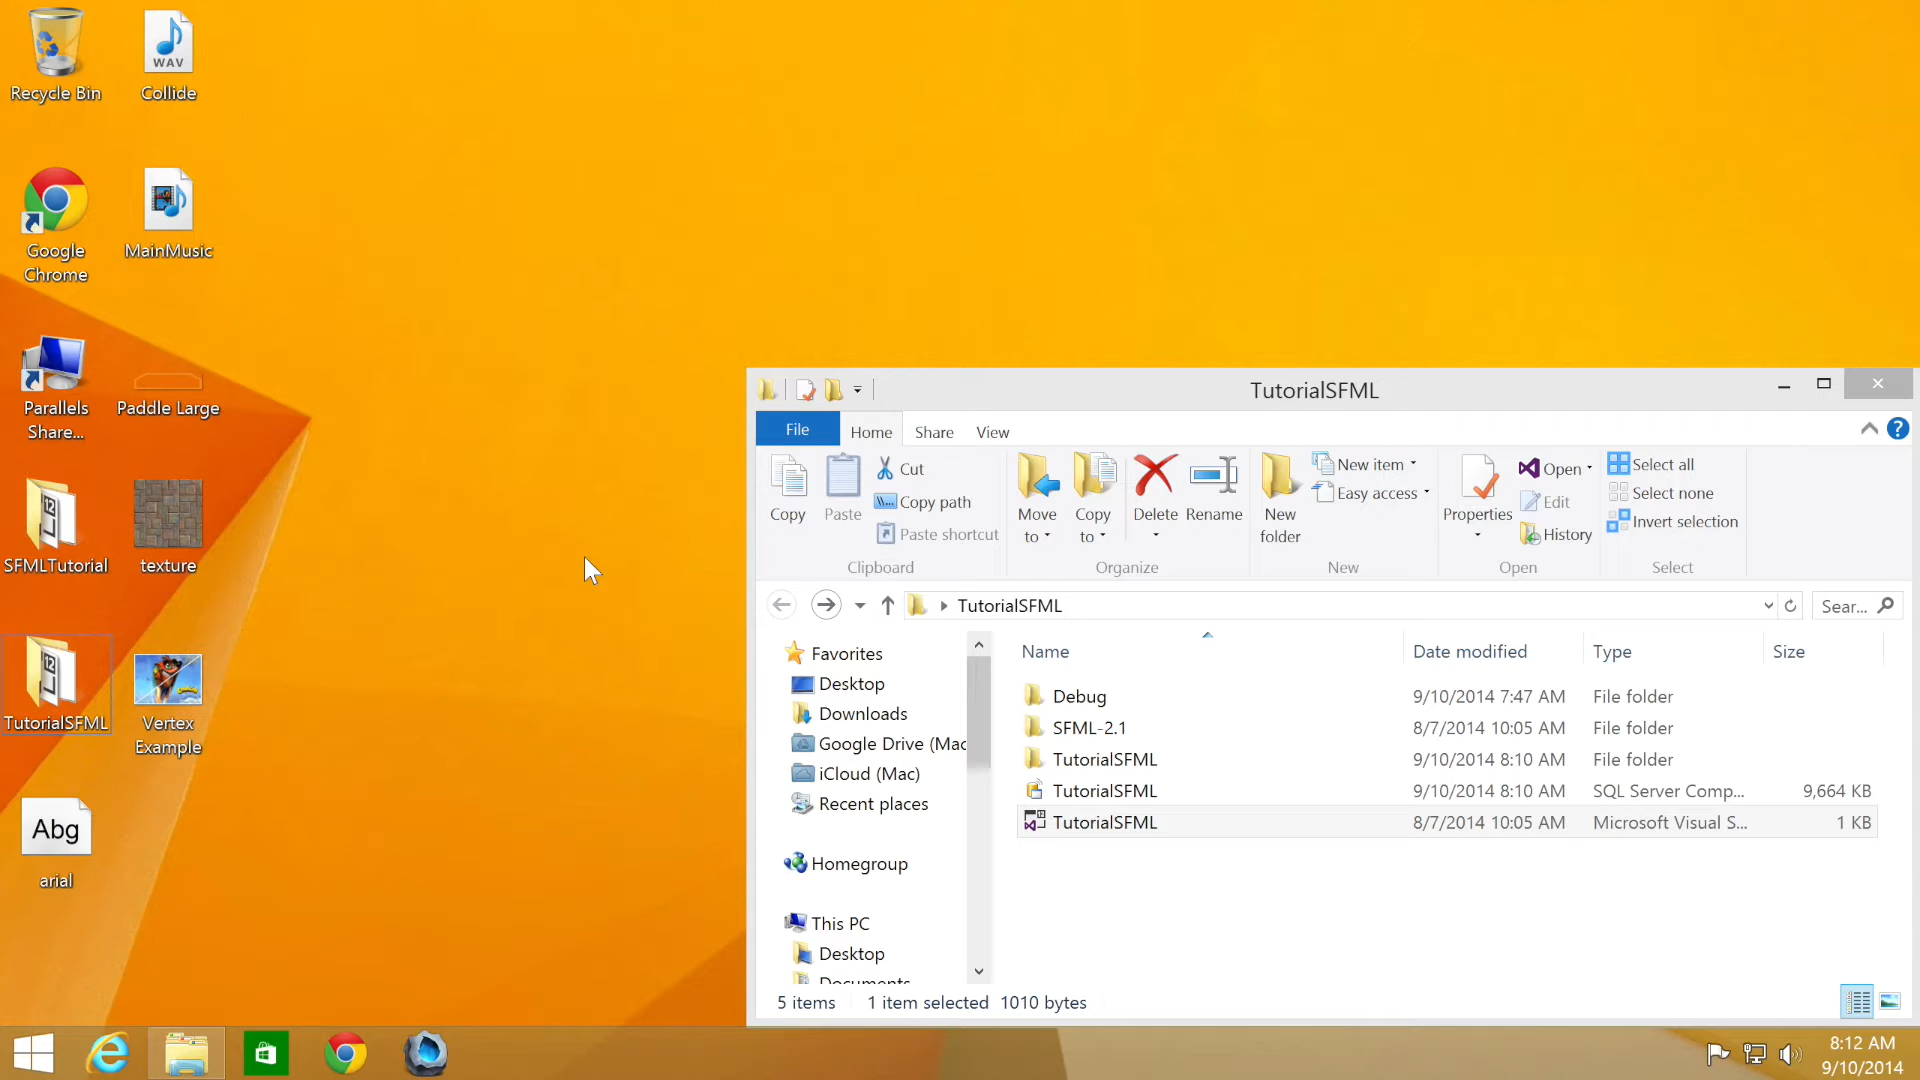 Recycle Bin
Collide
WAV
Google
Chrome
MainMusic
Parallels
Share...
Paddle Large
SFMLTutorial
texture
TutorialSFML
Vertex
Example
Abg
arial
TutorialSFML
File
Home
Share
View
Copy
Paste
Cut
Copy path
Paste shortcut
Clipboard
Move
to
Copy
to
Delete
Rename
Organize
New
folder
New item
Easy access
New
Properties
Open
Edit
History
Open
Select all
Select none
Invert selection
Select
TutorialSFML
Sear...
Favorites
Desktop
Downloads
Google Drive (Mac
iCloud (Mac)
Recent places
Homegroup
This PC
Desktop
Documents
Name Date modified Type Size
Debug 9/10/2014 7:47 AM File folder
SFML-2.1 8/7/2014 10:05 AM File folder
TutorialSFML 9/10/2014 8:10 AM File folder
TutorialSFML 9/10/2014 8:10 AM SQL Server Comp... 9,664 KB
TutorialSFML 8/7/2014 10:05 AM Microsoft Visual S... 1 KB
5 items 1 item selected 1010 bytes
8:12 AM
9/10/2014